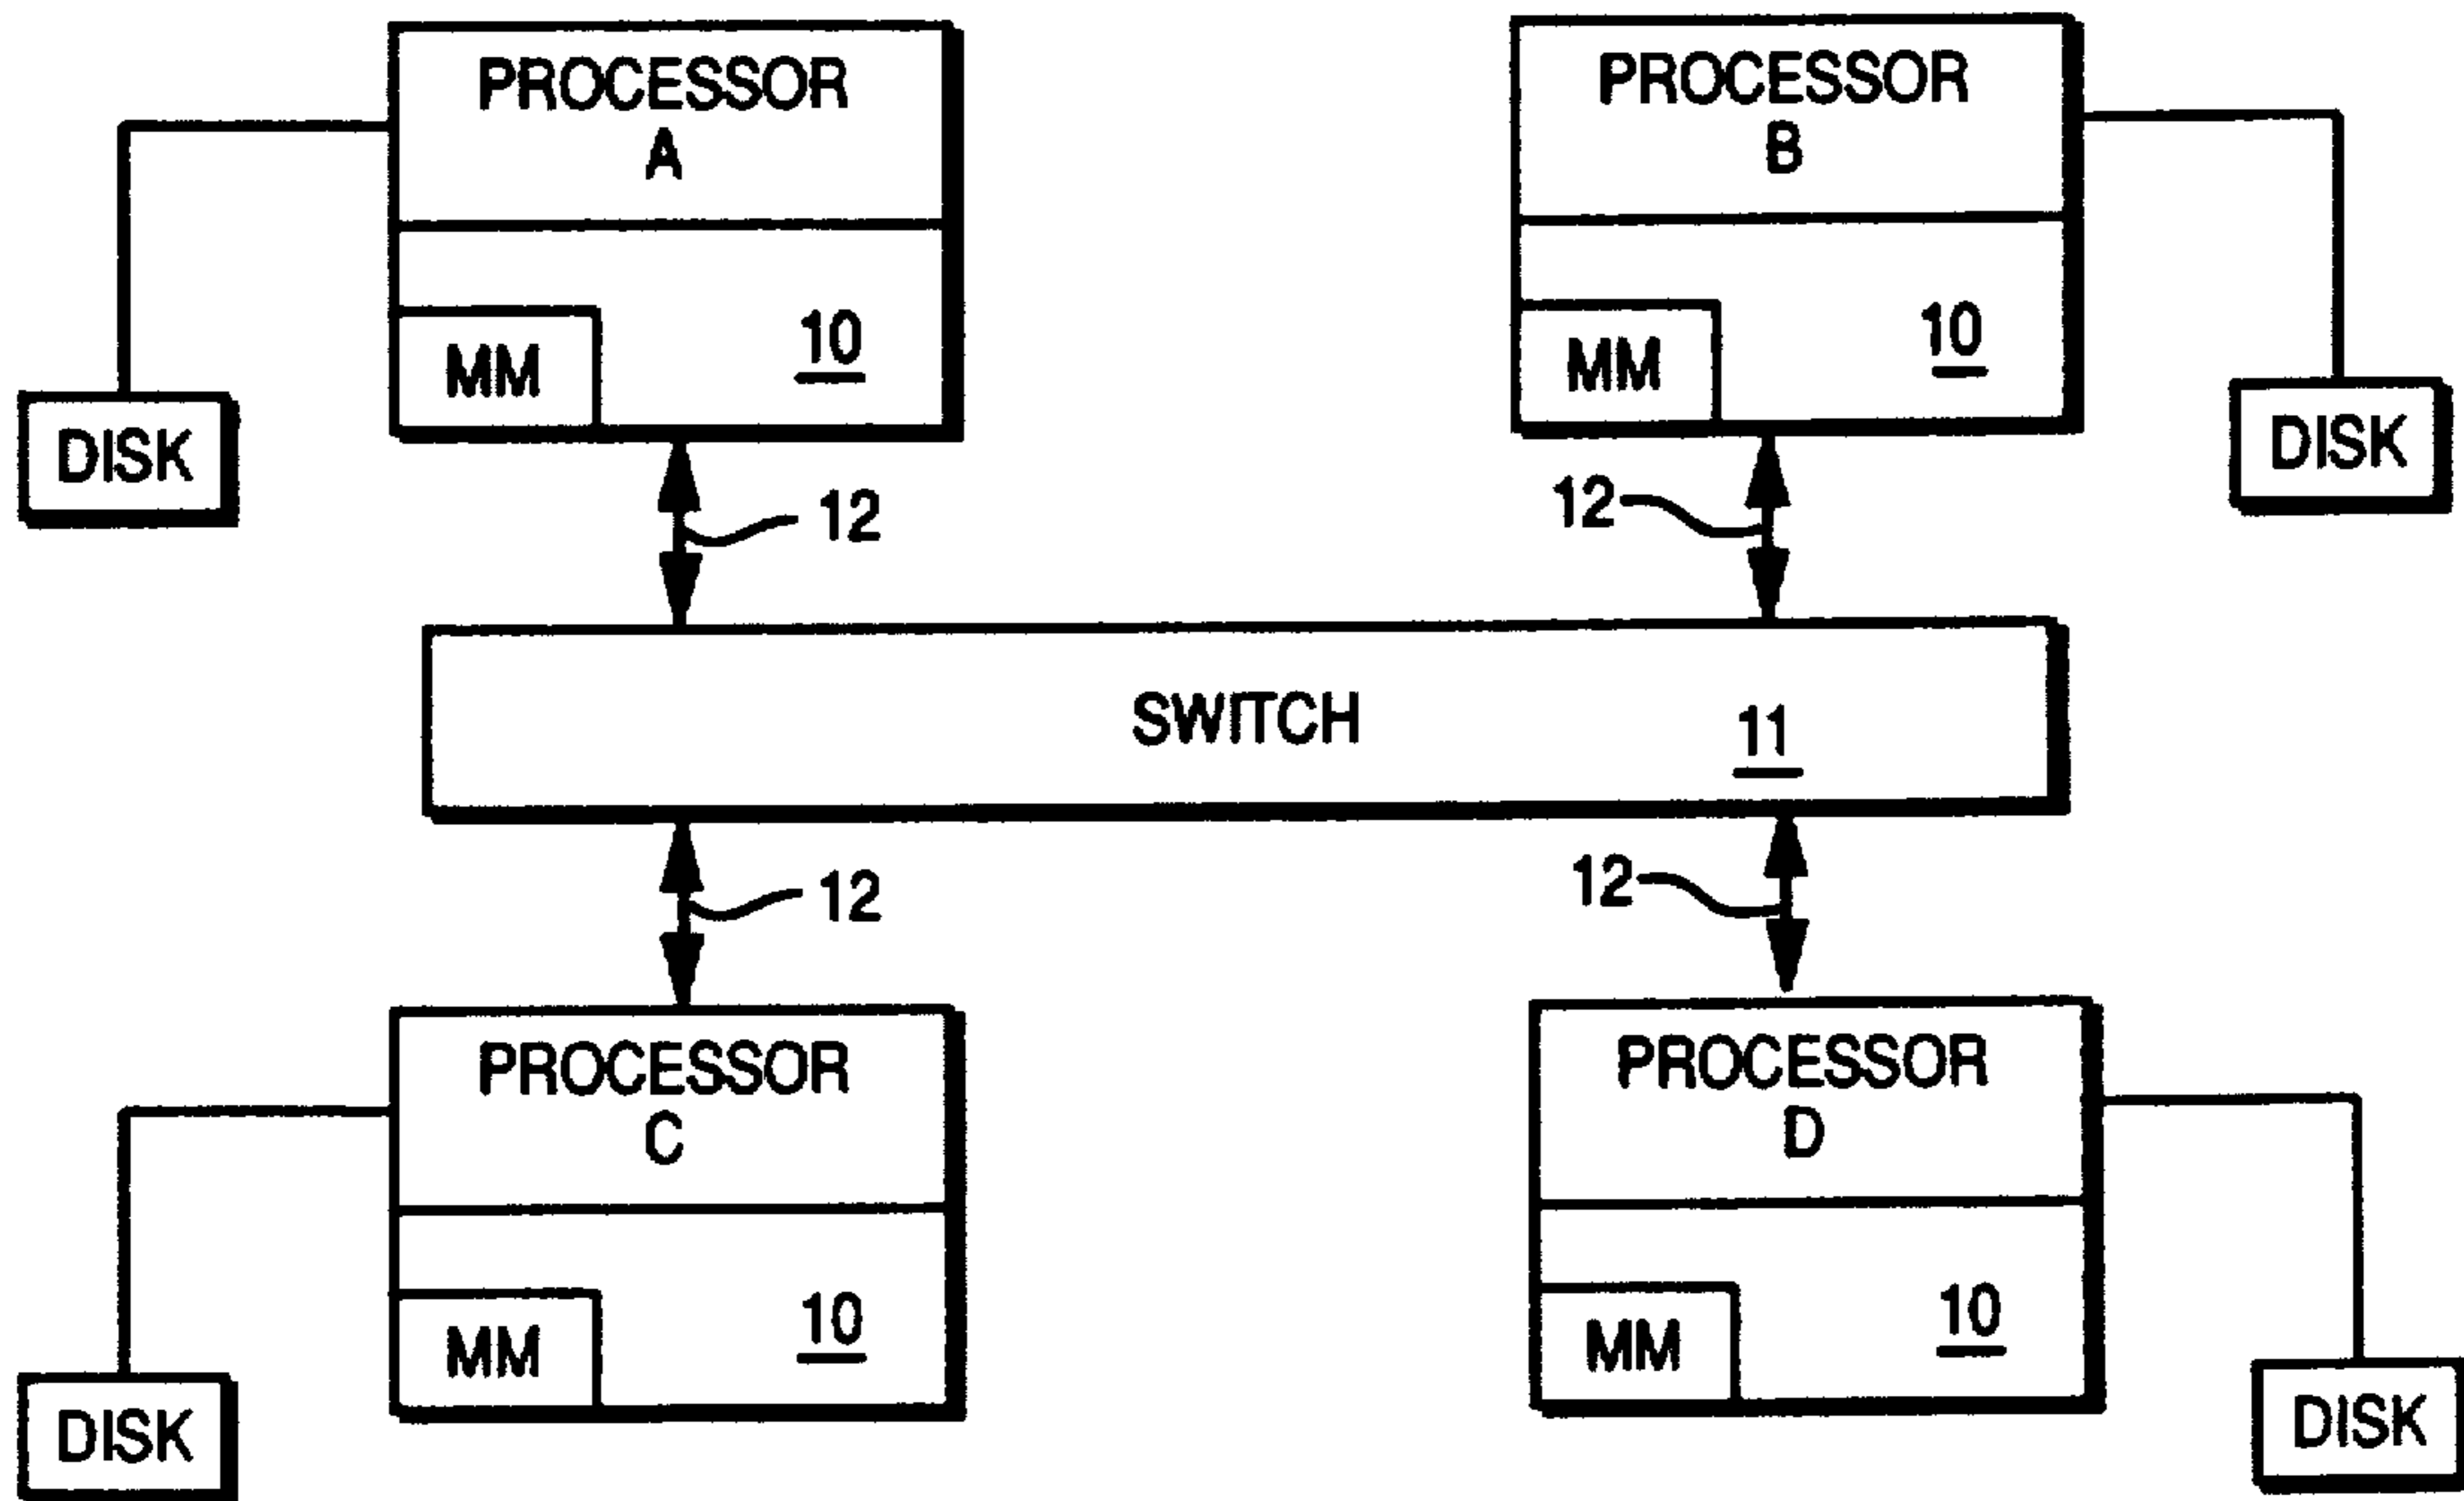 PROCESSOR
A
10
MM
DISK
12
PROCESSOR
B
10
MM
DISK
12
SWITCH
11
12
PROCESSOR
C
10
MM
DISK
12
PROCESSOR
D
10
MM
DISK